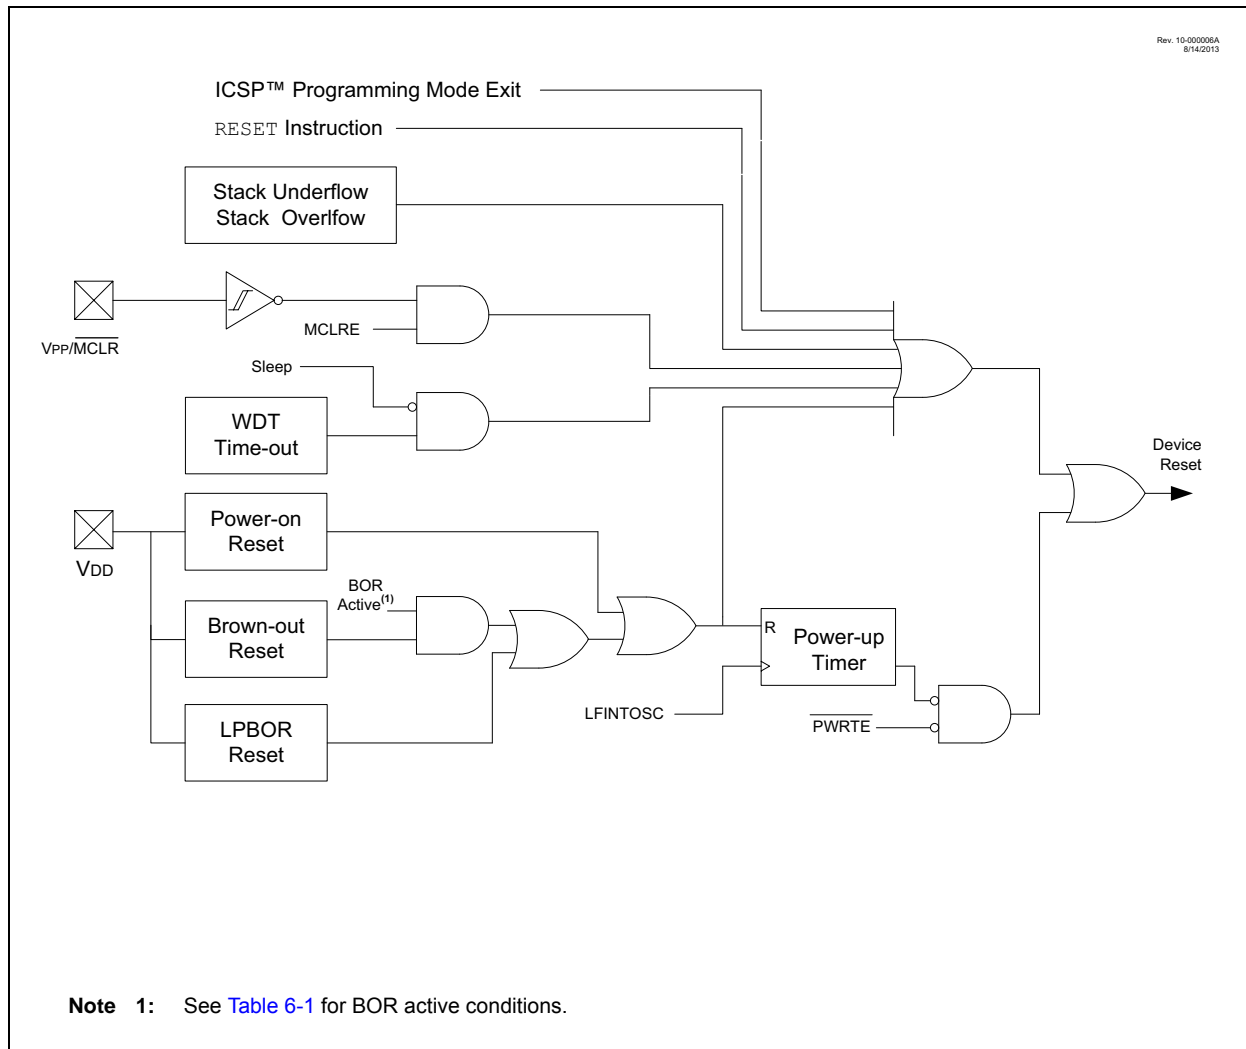 Rev. 10-000006A
8/14/2013
ICSP™ Programming Mode Exit
RESET Instruction
Stack Underflow
Stack Overlfow
VPP/MCLR
MCLRE
Sleep
WDT
Time-out
Device
Reset
VDD
Power-on
Reset
BOR
Active(1)
Brown-out
Reset
R
Power-up
Timer
LFINTOSC
PWRTE
LPBOR
Reset
Note 1: See Table 6-1 for BOR active conditions.